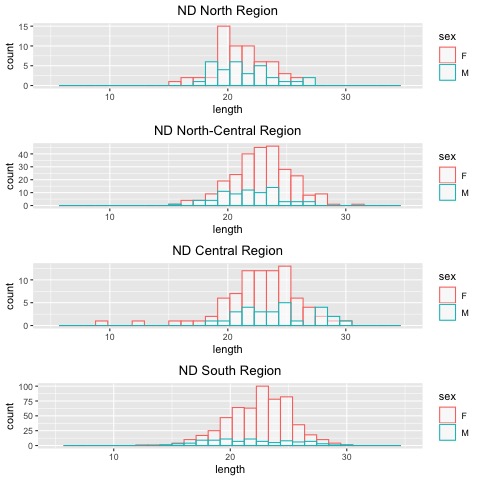 ND North Region
15
10
5
0
count
10
20
30
length
sex
F
M
ND North-Central Region
40
30
20
10
0
count
10
20
30
length
sex
F
M
ND Central Region
10
5
0
count
10
20
30
length
sex
F
M
ND South Region
100
75
50
25
0
count
10
20
30
length
sex
F
M